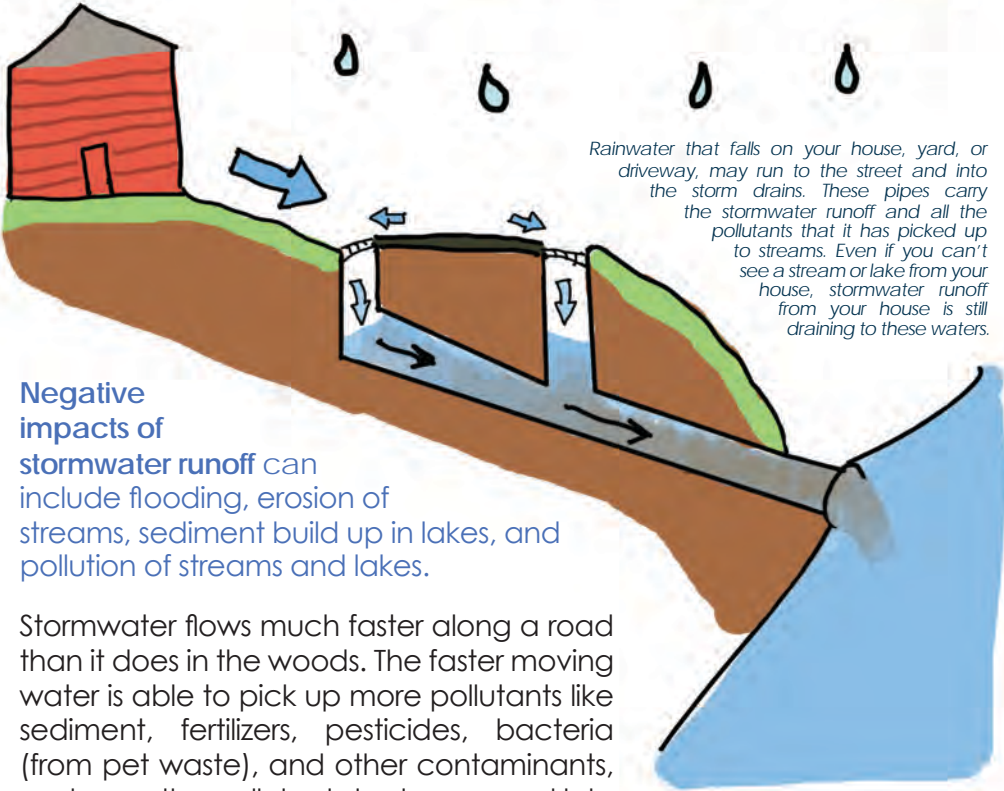 Rainwater that falls on your house, yard, or
driveway, may run to the street and into
the storm drains. These pipes carry
the stormwater runoff and all the
pollutants that it has picked up
to streams. Even if you can't
see a stream or lake from your
house, stormwater runoff
from your house is still
draining to these waters.
Negative
impacts of
stormwater runoff can
include flooding, erosion of
streams, sediment build up in lakes, and
pollution of streams and lakes.
Stormwater flows much faster along a road
than it does in the woods. The faster moving
water is able to pick up more pollutants like
sediment, fertilizers, pesticides, bacteria
(from pet waste), and other contaminants,